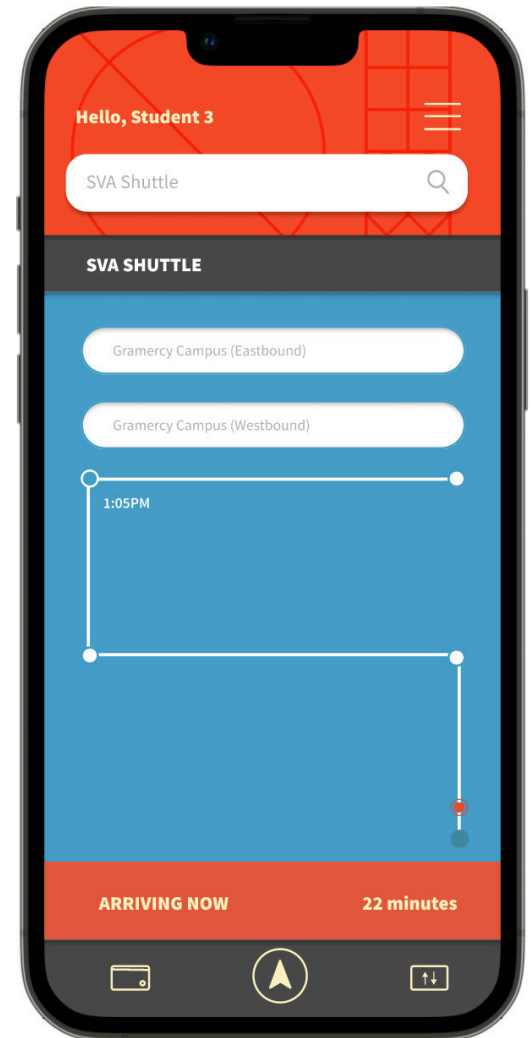 Hello, Student 3
SVA Shuttle
SVA SHUTTLE
Gramercy Campus (Eastbound)
Gramercy Campus (Westbound)
1:05PM
ARRIVING NOW 22 minutes